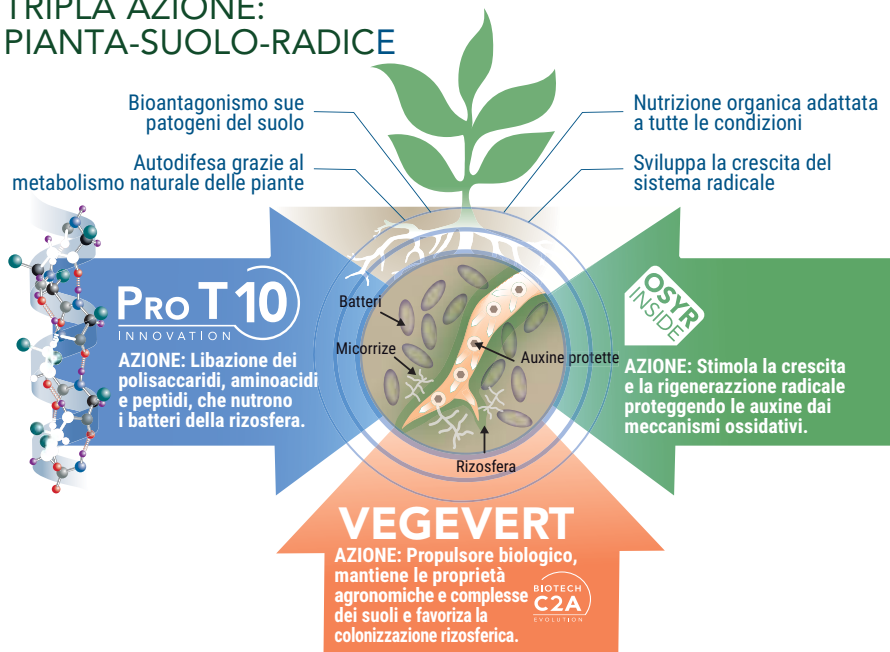 TRIPLA AZIONE:
PIANTA-SUOLO-RADICE
Bioantagonismo sue
patogeni del suolo
Autodifesa grazie al
metabolismo naturale delle piante
Nutrizione organica adattata
a tutte le condizioni
Sviluppa la crescita del
sistema radicale
PRO T10
INNOVATION
AZIONE: Libazione dei
polisaccaridi, aminoacidi
e peptidi, che nutrono
i batteri della rizosfera.
Batteri
Micorrize
Auxine protette
Rizosfera
OSYR
INSIDE
AZIONE: Stimola la crescita
e la rigenerazzione radicale
proteggendo le auxine dai
meccanismi ossidativi.
VEGEVERT
AZIONE: Propulsore biologico,
mantiene le proprietà
agronomiche e complesse
dei suoli e favoriza la
colonizzazione rizosferica.
BIOTECH
C2A
EVOLUTION